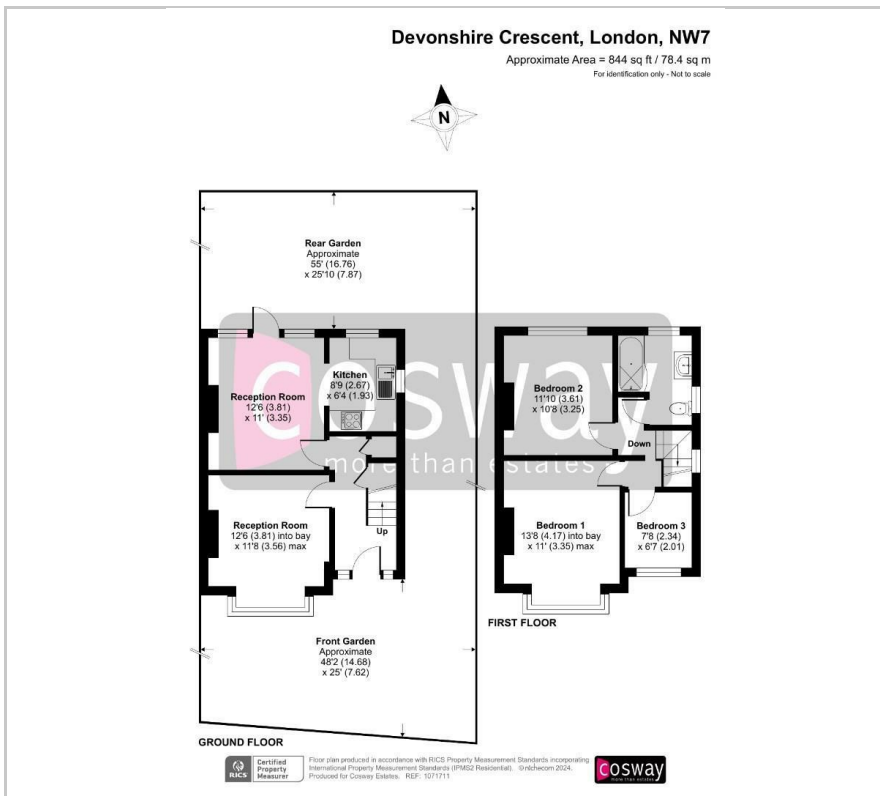 Devonshire Crescent, London, NW7
Approximate Area = 844 sq ft / 78.4 sq m
For identification only - Not to scale
N
Rear Garden
Approximate
55' (16.76)
x 25'10 (7.87)
cosway
more than estates
Reception Room
12'6 (3.81)
x 11' (3.35)
Kitchen
8'9 (2.67)
x 6'4 (1.93)
Bedroom 2
11'10 (3.61)
x 10'8 (3.25)
Down
Reception Room
12'6 (3.81) into bay
x 11'8 (3.56) max
Up
Bedroom 1
13'8 (4.17) into bay
x 11' (3.35) max
Bedroom 3
7'8 (2.34)
x 6'7 (2.01)
FIRST FLOOR
Front Garden
Approximate
48'2 (14.68)
x 25' (7.62)
GROUND FLOOR
RICS
Certified
Property
Measurer
Floor plan produced in accordance with RICS Property Measurement Standards incorporating
International Property Measurement Standards (IPMS2 Residential). ©nichecom 2024.
Produced for Cosway Estates. REF: 1071711
cosway
more than estates